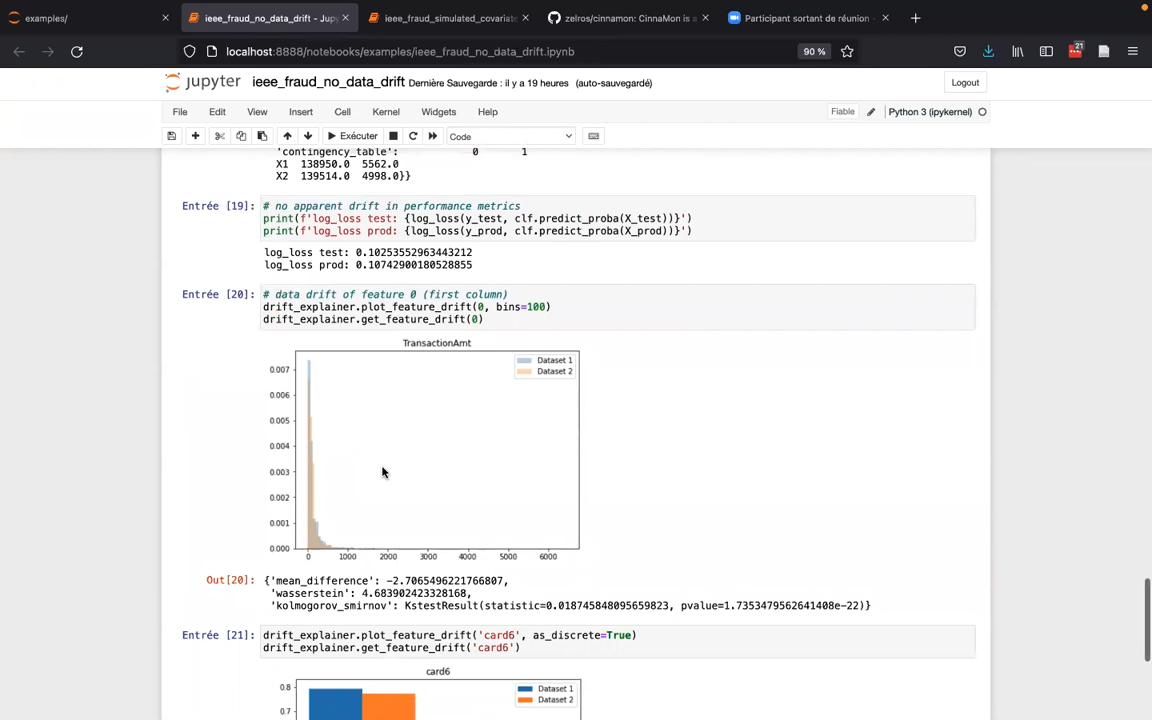 examples/
ieee_fraud_no_data_drift - Jup
ieee_fraud_simulated_covariate
zelros/cinnamon: CinnaMon is a
Participant sortant de réunion
localhost:8888/notebooks/examples/ieee_fraud_no_data_drift.ipynb
90 %
21
jupyter
ieee_fraud_no_data_drift Dernière Sauvegarde : il y a 19 heures (auto-sauvegardé)
Logout
File Edit View Insert Cell Kernel Widgets Help
Fiable
Python 3 (ipykernel)
Exécuter
Code
'contingency_table': 0 1
X1 138950.0 5562.0
X2 139514.0 4998.0}}
Entrée [19]:
# no apparent drift in performance metrics
print(f'log_loss test: {log_loss(y_test, clf.predict_proba(X_test))}')
print(f'log_loss prod: {log_loss(y_prod, clf.predict_proba(X_prod))}')
log_loss test: 0.10253552963443212
log_loss prod: 0.10742900180528855
Entrée [20]:
# data drift of feature 0 (first column)
drift_explainer.plot_feature_drift(0, bins=100)
drift_explainer.get_feature_drift(0)
TransactionAmt
Dataset 1
Dataset 2
0.007
0.006
0.005
0.004
0.003
0.002
0.001
0.000
0 1000 2000 3000 4000 5000 6000
Out[20]:
{'mean_difference': -2.7065496221766807,
'wasserstein': 4.683902423328168,
'kolmogorov_smirnov': KstestResult(statistic=0.018745848095659823, pvalue=1.7353479562641408e-22)}
Entrée [21]:
drift_explainer.plot_feature_drift('card6', as_discrete=True)
drift_explainer.get_feature_drift('card6')
card6
Dataset 1
Dataset 2
0.8
0.7